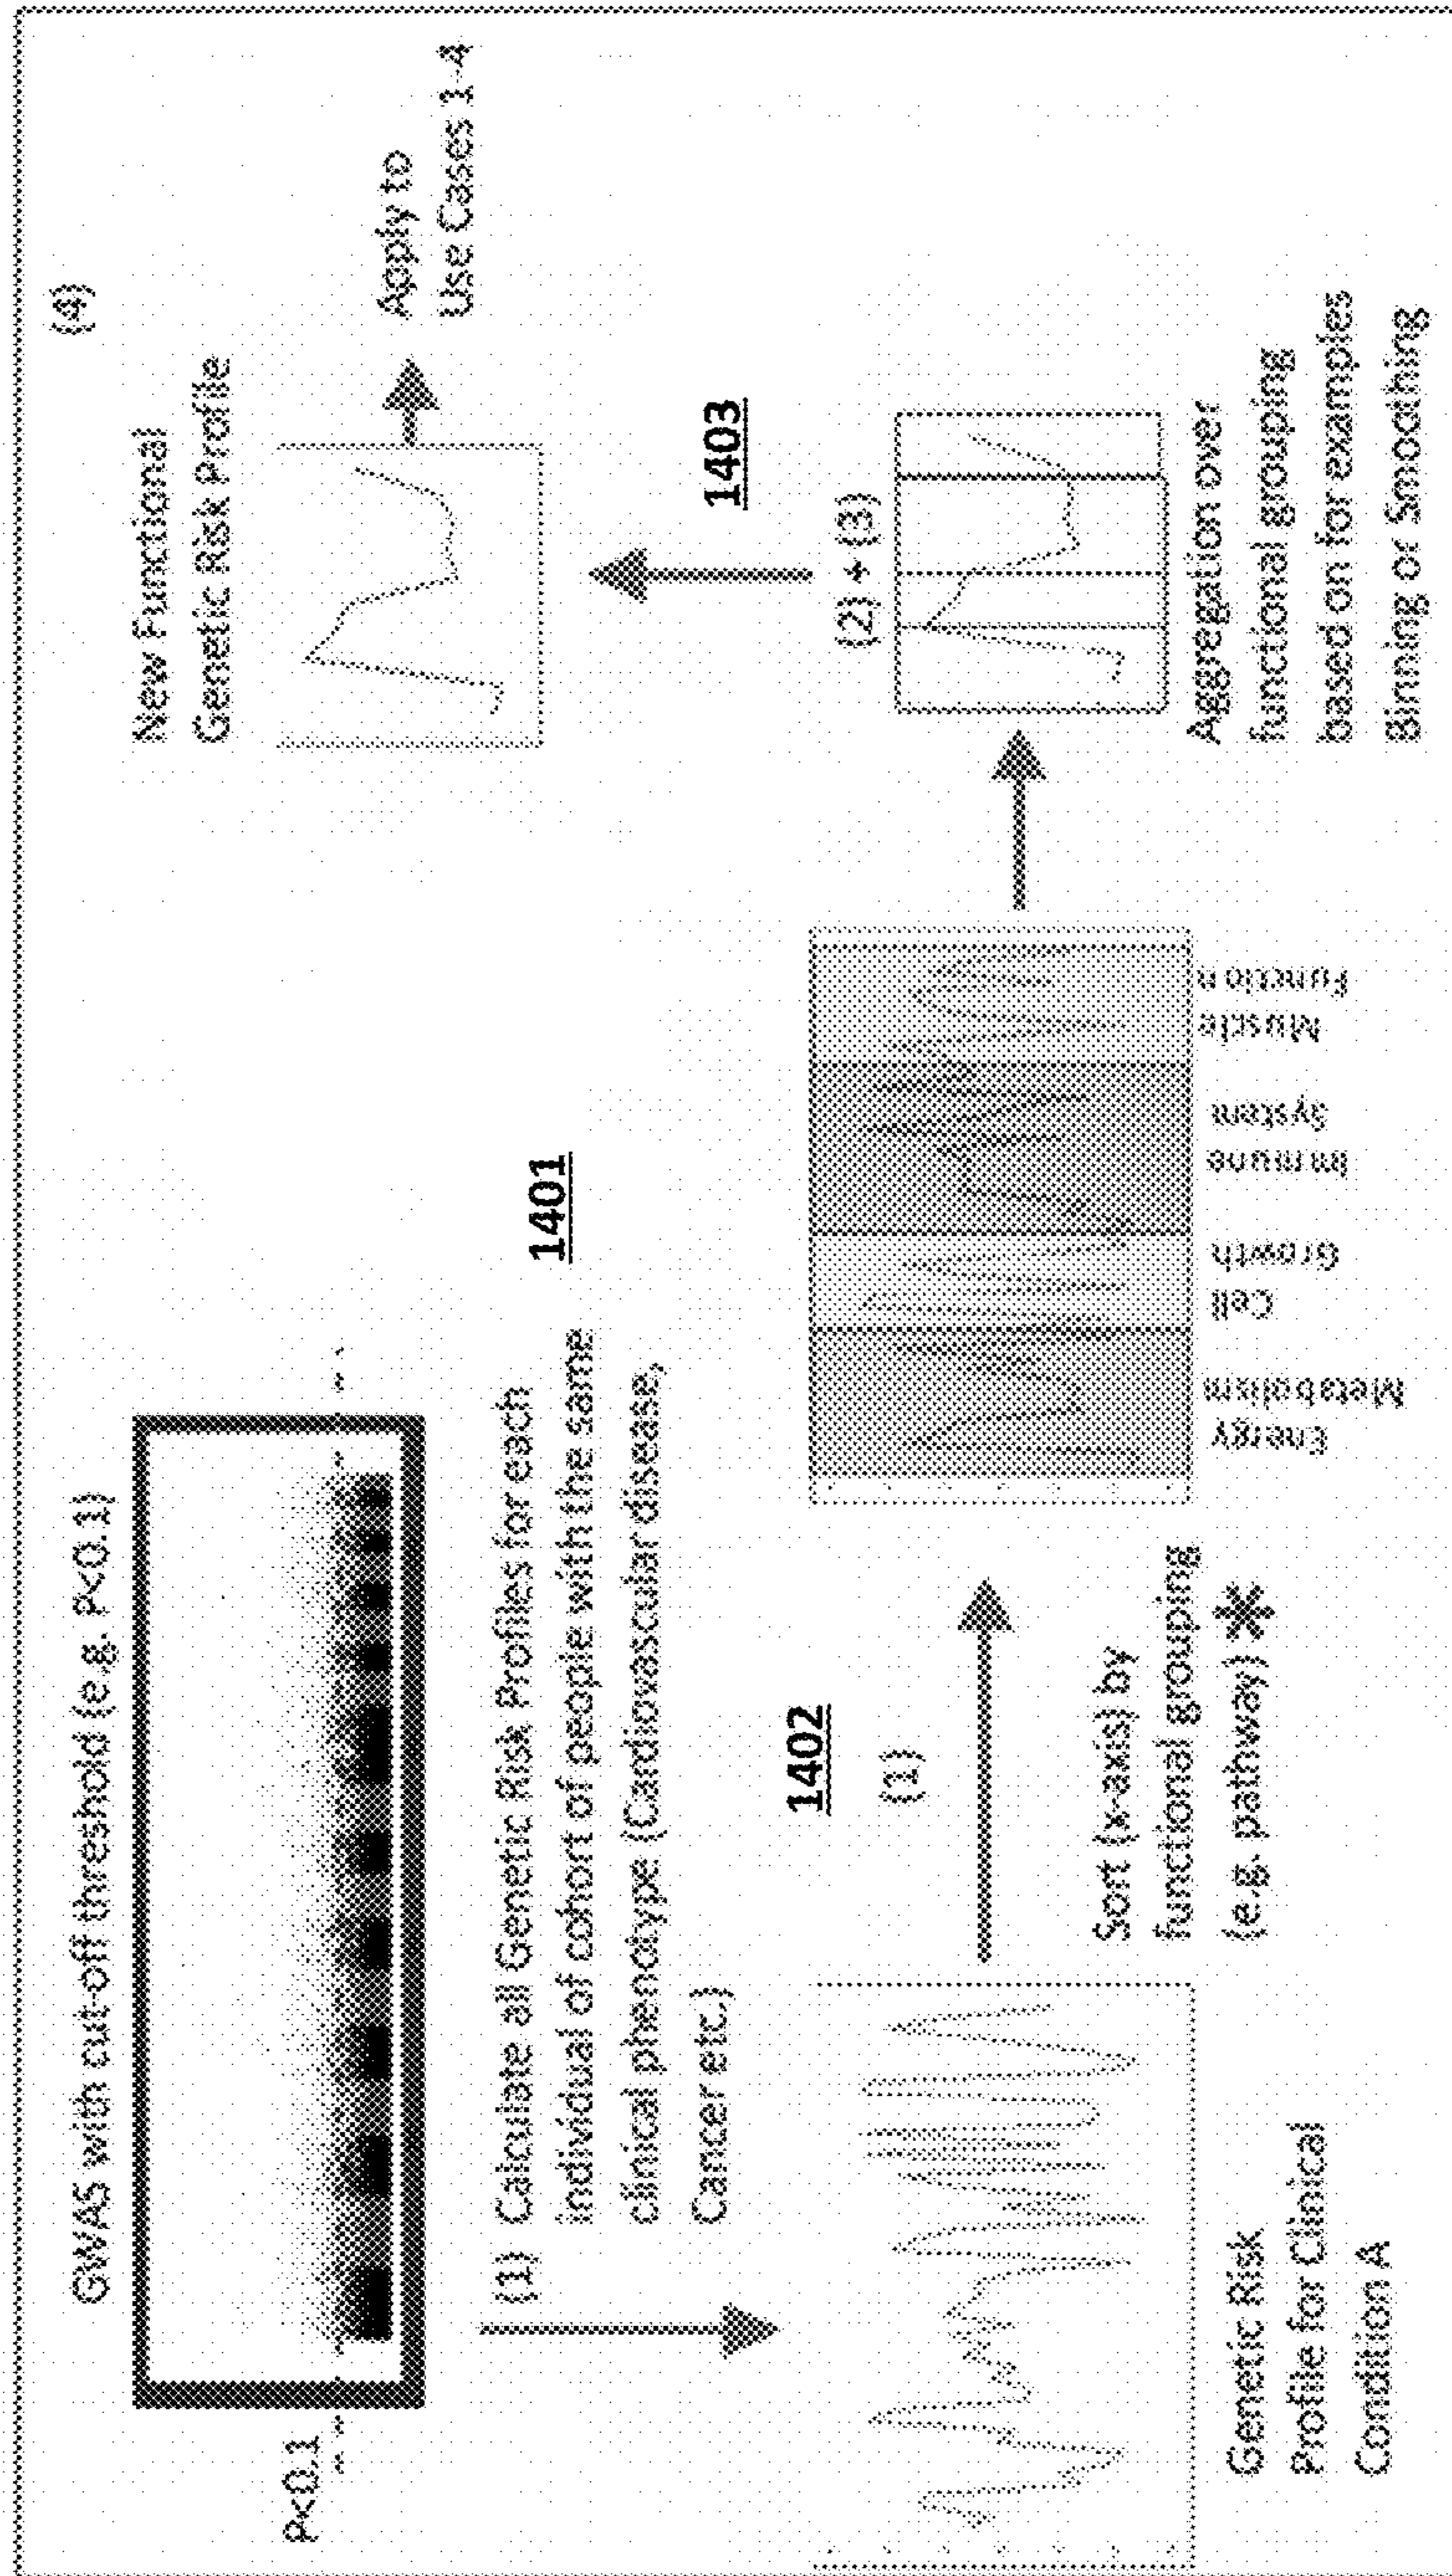 GWAS with cut-off threshold (e.g. P<0.1)
P<0.1
(1) Calculate all Genetic Risk Profiles for each
individual of cohort of people with the same
clinical phenotype (Cardiovascular disease,
Cancer etc.)
1401
Genetic Risk
Profile for Clinical
Condition A
1402
(1)
Sort (x-axis) by
functional grouping
(e.g. pathway) *
Energy
Metabolism
Cell
Growth
Immune
System
Muscle
Function
(2) + (3)
Aggregation over
functional grouping
based on for examples
Binning or Smoothing
1403
New Functional
Genetic Risk Profile
(4)
Apply to
Use Cases 1-4